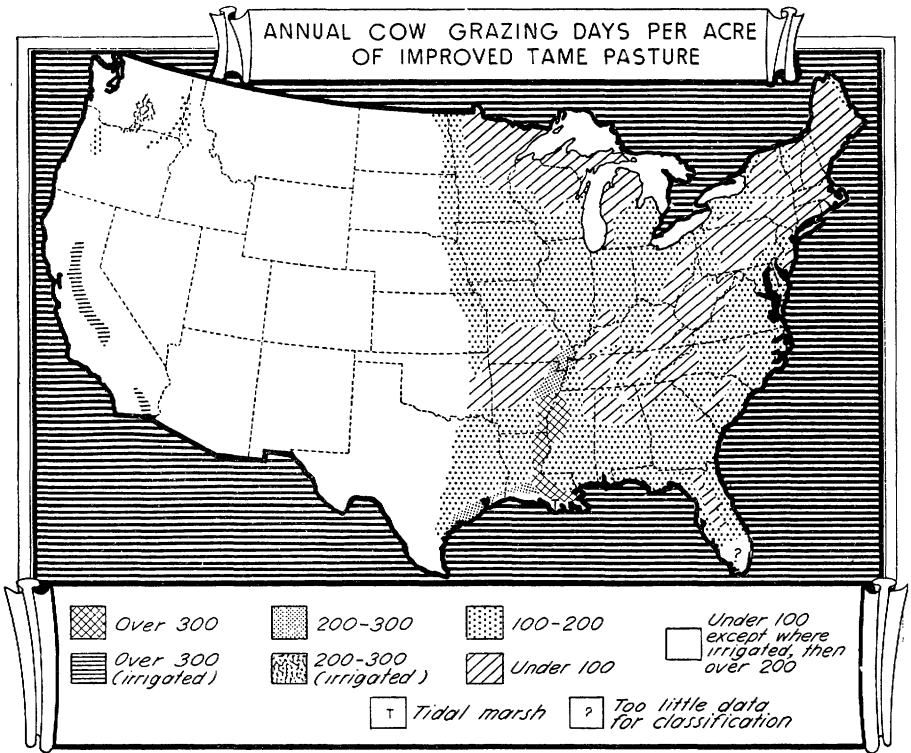 ANNUAL COW GRAZING DAYS PER ACRE
OF IMPROVED TAME PASTURE
?
T
Over 300
200-300
100-200
Under 100
except where
irrigated, then
over 200
Over 300
(irrigated)
200-300
(irrigated)
Under 100
T Tidal marsh
? Too little data
for classification